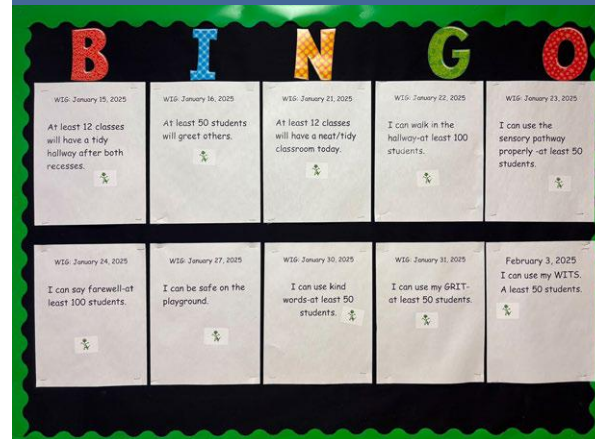 B I N G O
WIG: January 15, 2025
At least 12 classes
will have a tidy
hallway after both
recesses.
WIG: January 16, 2025
At least 50 students
will greet others.
WIG: January 21, 2025
At least 12 classes
will have a neat/tidy
classroom today.
WIG: January 22, 2025
I can walk in the
hallway-at least 100
students.
WIG: January 23, 2025
I can use the
sensory pathway
properly -at least 50
students.
WIG: January 24, 2025
I can say farewell-at
least 100 students.
WIG: January 27, 2025
I can be safe on the
playground.
WIG: January 30, 2025
I can use kind
words-at least 50
students.
WIG: January 31, 2025
I can use my GRIT-
at least 50 students.
February 3, 2025
I can use my WITS.
A least 50 students.